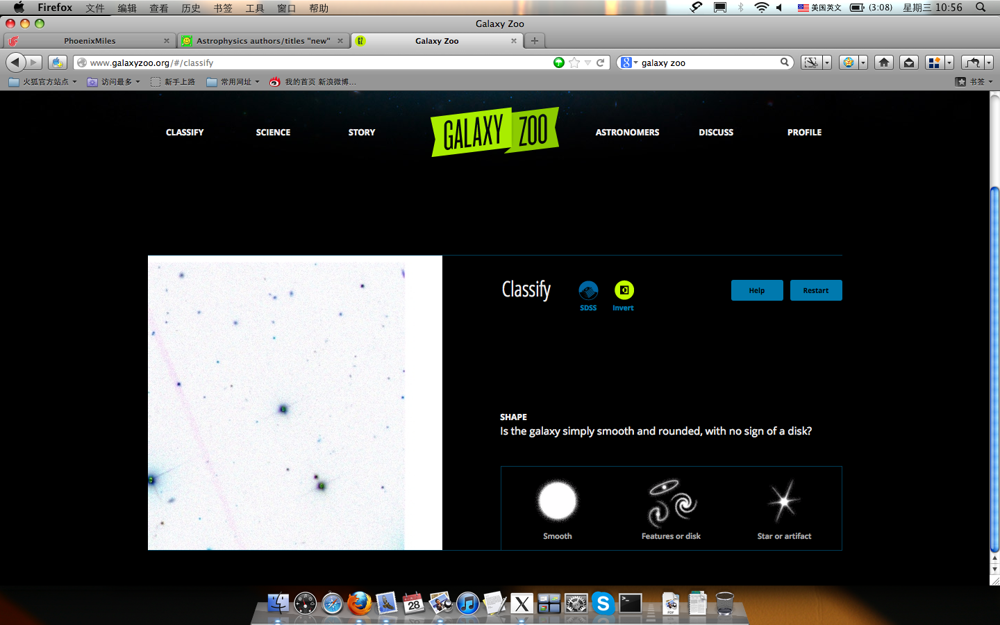 Firefox 文件 编辑 查看 历史 书签 工具 窗口 帮助 美国英文 (3:08) 星期三 10:56
Galaxy Zoo
PhoenixMiles Astrophysics authors/titles "new" Galaxy Zoo
www.galaxyzoo.org/#/classify galaxy zoo
火狐官方站点 访问最多 新手上路 常用网址 我的首页 新浪微博... 书签
CLASSIFY SCIENCE STORY GALAXY ZOO ASTRONOMERS DISCUSS PROFILE
Classify Help Restart
SDSS Invert
SHAPE
Is the galaxy simply smooth and rounded, with no sign of a disk?
Smooth Features or disk Star or artifact
28
PDF